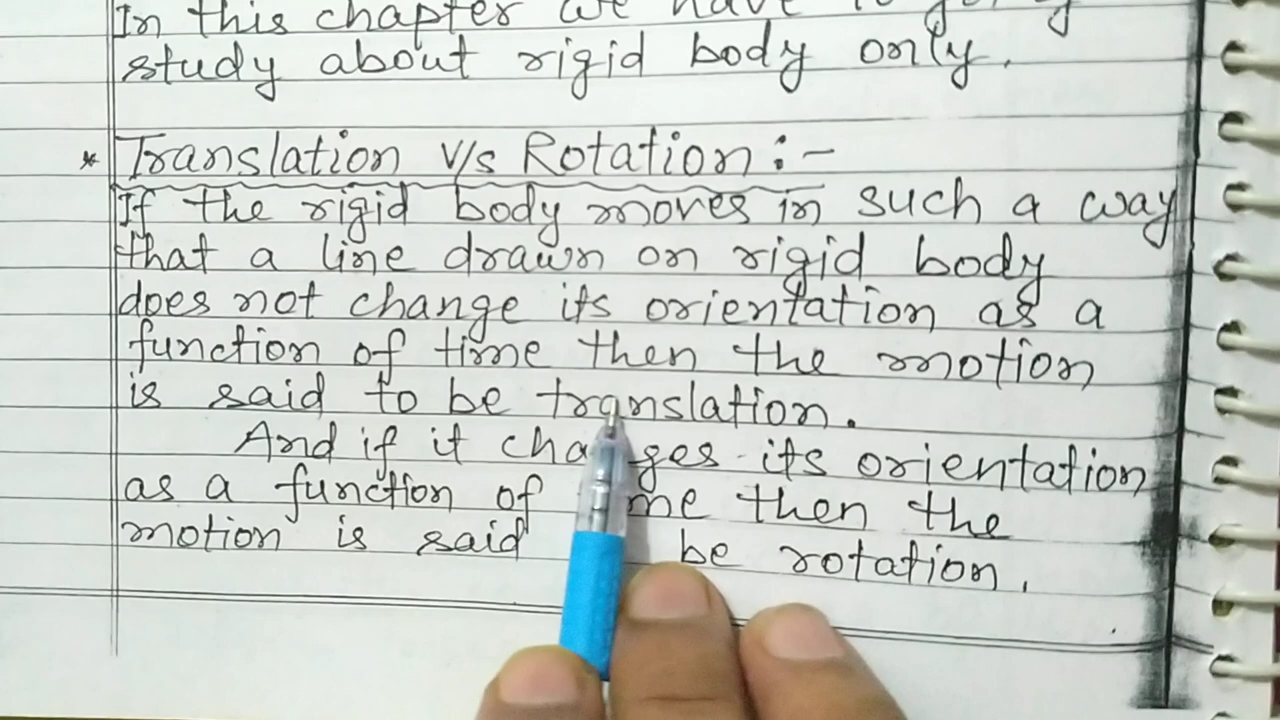 In this chapter we have
study about rigid body only.
* Translation v/s Rotation :-
If the rigid body moves in such a way
that a line drawn on rigid body
does not change its orientation as a
function of time then the motion
is said to be translation.
And if it changes its orientation
as a function of me then the
motion is said be rotation.